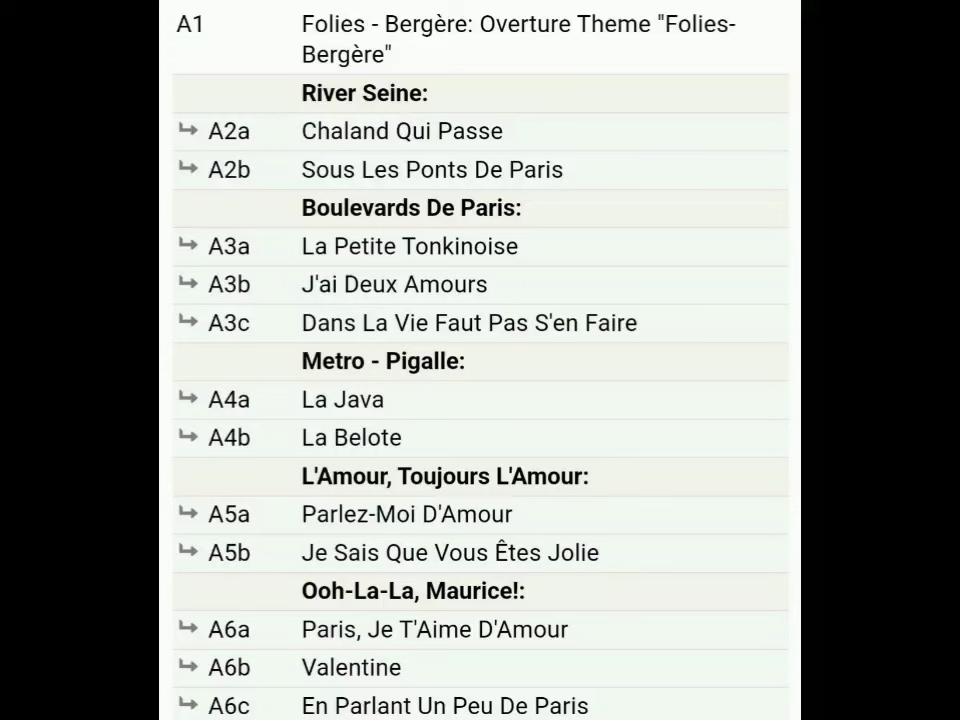 A1 Folies - Bergère: Overture Theme "Folies-
Bergère"
River Seine:
A2a Chaland Qui Passe
A2b Sous Les Ponts De Paris
Boulevards De Paris:
A3a La Petite Tonkinoise
A3b J'ai Deux Amours
A3c Dans La Vie Faut Pas S'en Faire
Metro - Pigalle:
A4a La Java
A4b La Belote
L'Amour, Toujours L'Amour:
A5a Parlez-Moi D'Amour
A5b Je Sais Que Vous Êtes Jolie
Ooh-La-La, Maurice!:
A6a Paris, Je T'Aime D'Amour
A6b Valentine
A6c En Parlant Un Peu De Paris